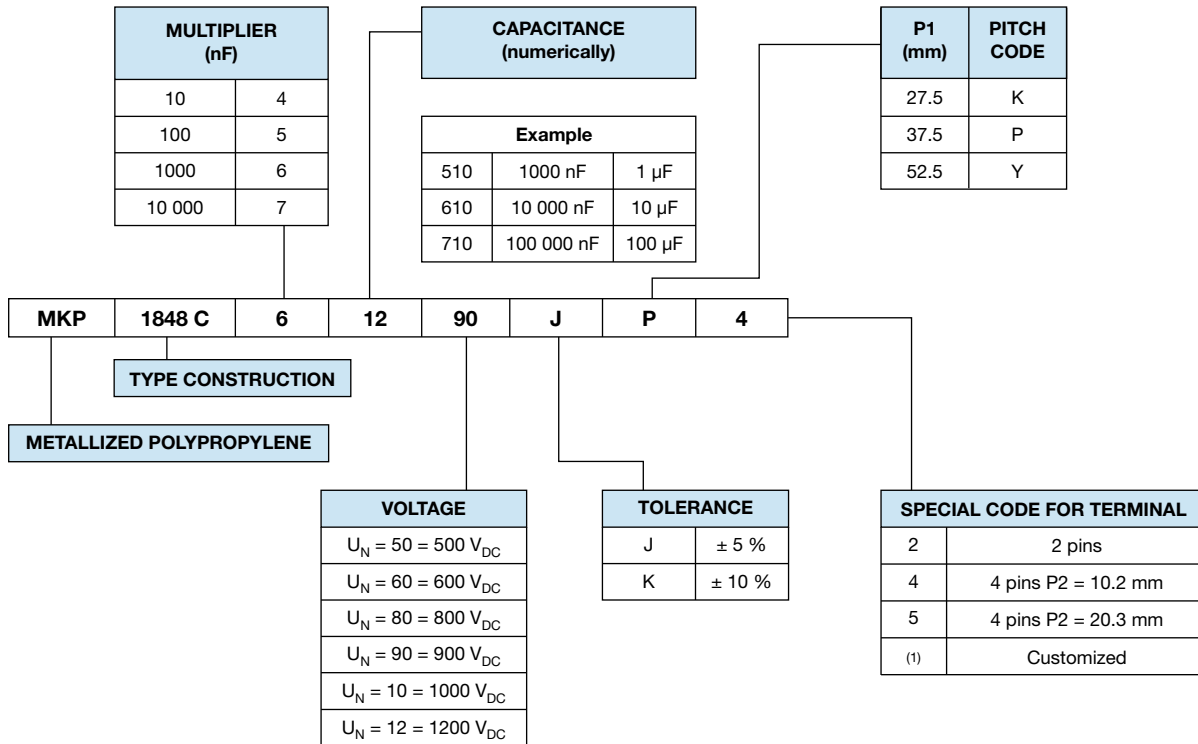 MULTIPLIER
(nF)
10 4
100 5
1000 6
10 000 7
CAPACITANCE
(numerically)
Example
510 1000 nF 1 µF
610 10 000 nF 10 µF
710 100 000 nF 100 µF
P1
(mm) PITCH
CODE
27.5 K
37.5 P
52.5 Y
MKP 1848 C 6 12 90 J P 4
TYPE CONSTRUCTION
METALLIZED POLYPROPYLENE
VOLTAGE
U_N = 50 = 500 V_DC
U_N = 60 = 600 V_DC
U_N = 80 = 800 V_DC
U_N = 90 = 900 V_DC
U_N = 10 = 1000 V_DC
U_N = 12 = 1200 V_DC
TOLERANCE
J ± 5 %
K ± 10 %
SPECIAL CODE FOR TERMINAL
2 2 pins
4 4 pins P2 = 10.2 mm
5 4 pins P2 = 20.3 mm
(1) Customized